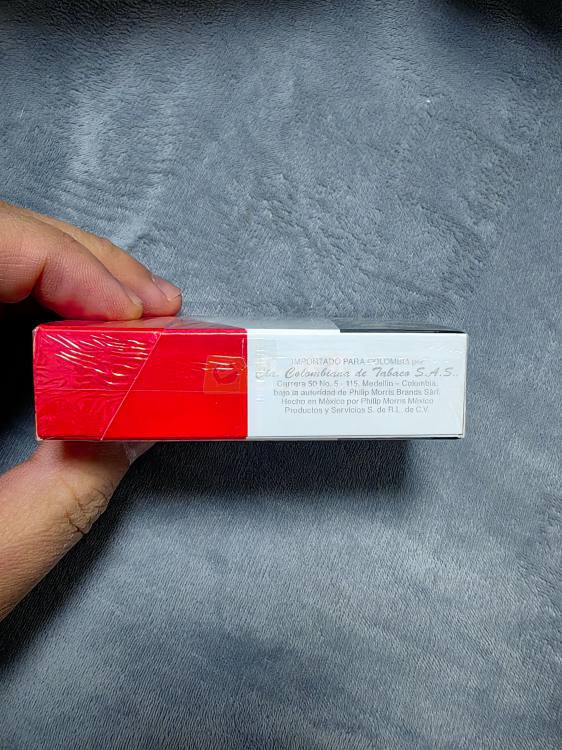 IMPORTADO PARA COLOMBIA por
Cía. Colombiana de Tabaco S.A.S.,
Carrera 50 No. 5 - 115, Medellín – Colombia,
bajo la autoridad de Philip Morris Brands Sàrl.
Hecho en México por Philip Morris México
Productos y Servicios S. de R.L. de C.V.